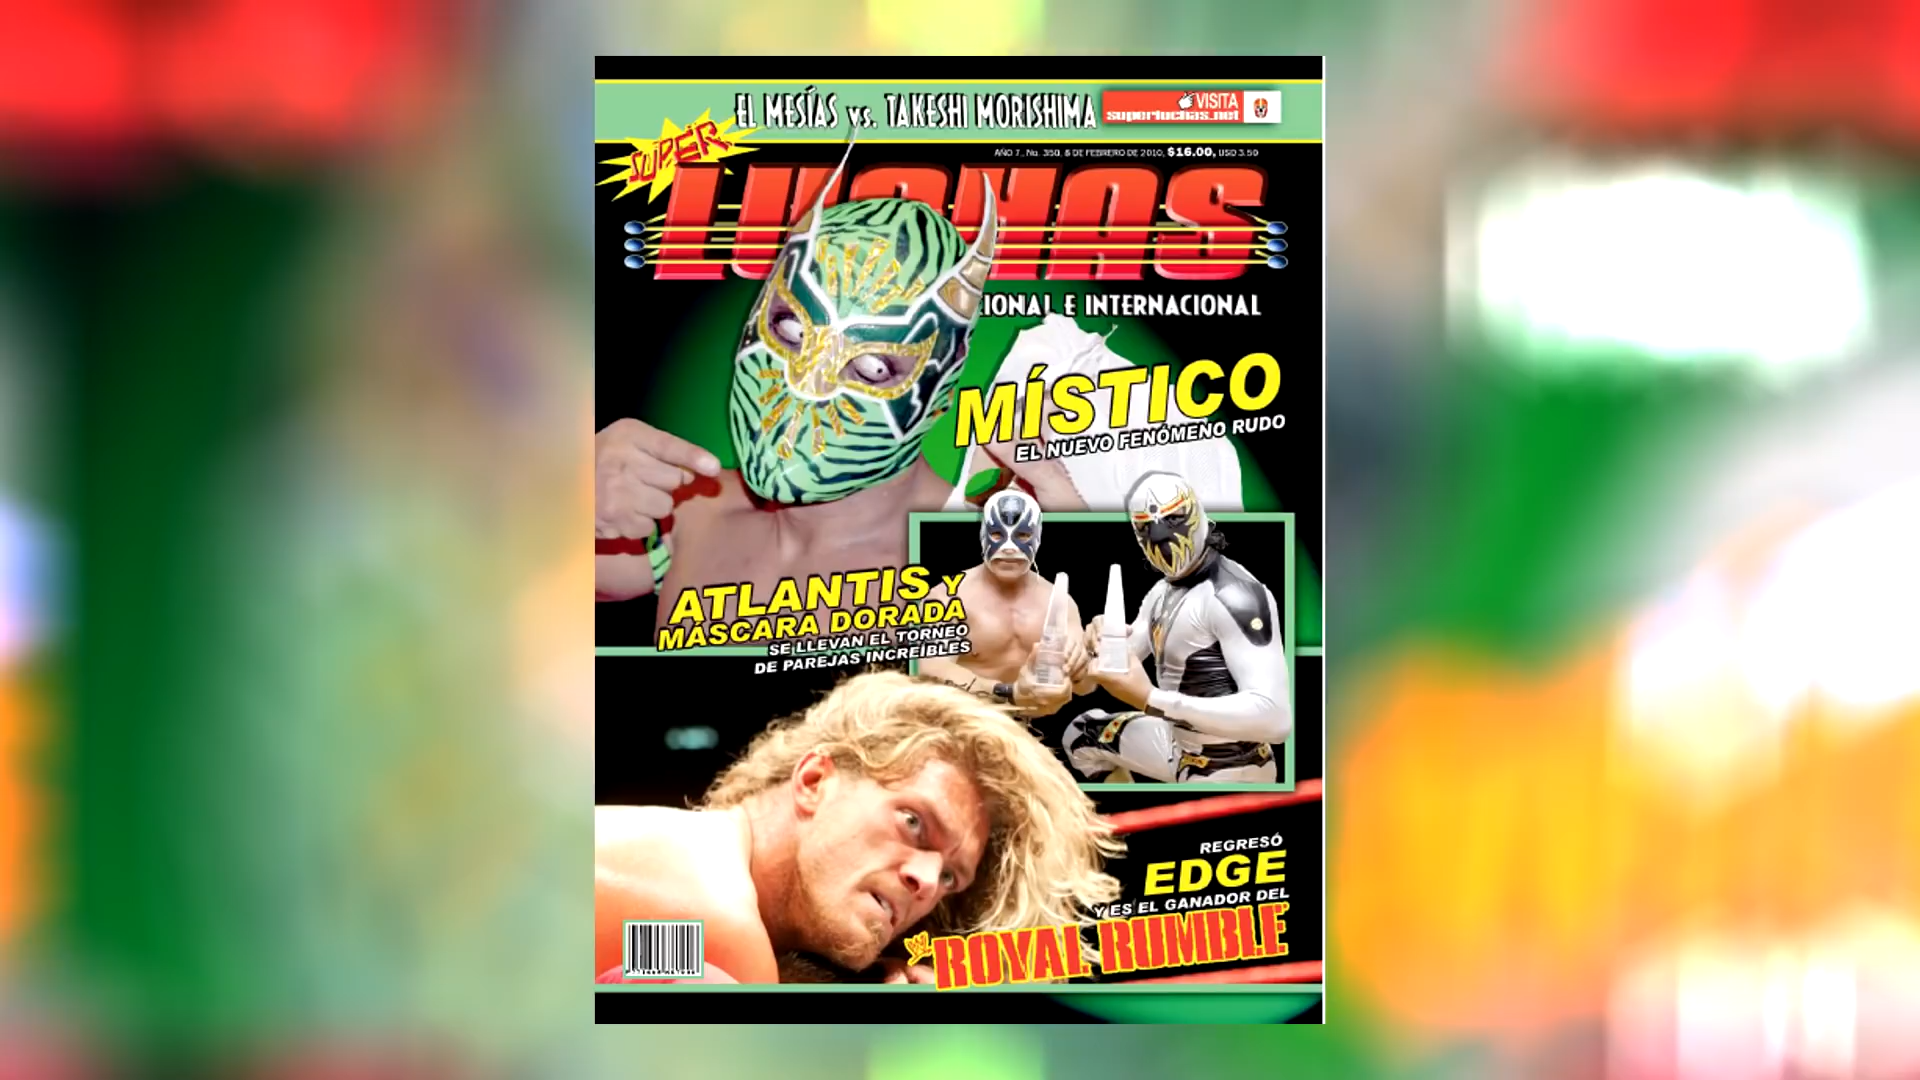 EL MESÍAS vs. TAKESHI MORISHIMA
VISITA
superluchas.net
SUPER
AÑO 7, No. 350, 8 DE FEBRERO DE 2010, $16.00, USD 3.50
LUCHAS
CIONAL E INTERNACIONAL
MÍSTICO
EL NUEVO FENÓMENO RUDO
ATLANTIS Y
MÁSCARA DORADA
SE LLEVAN EL TORNEO
DE PAREJAS INCREÍBLES
REGRESÓ
EDGE
Y ES EL GANADOR DEL
ROYAL RUMBLE